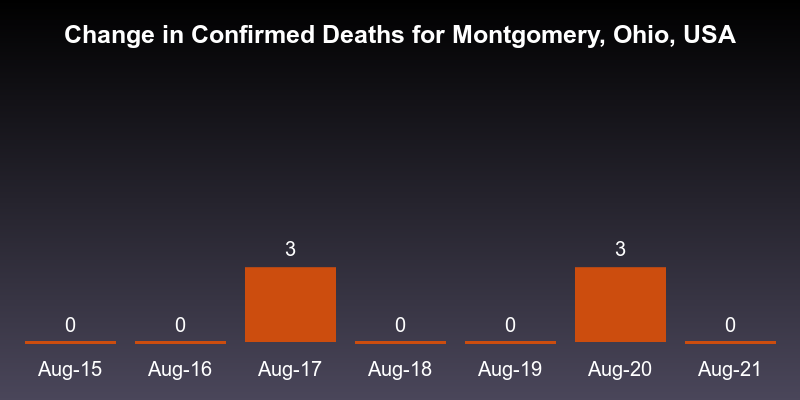 Change in Confirmed Deaths for Montgomery, Ohio, USA
3 3
0 0 0 0 0
Aug-15 Aug-16 Aug-17 Aug-18 Aug-19 Aug-20 Aug-21